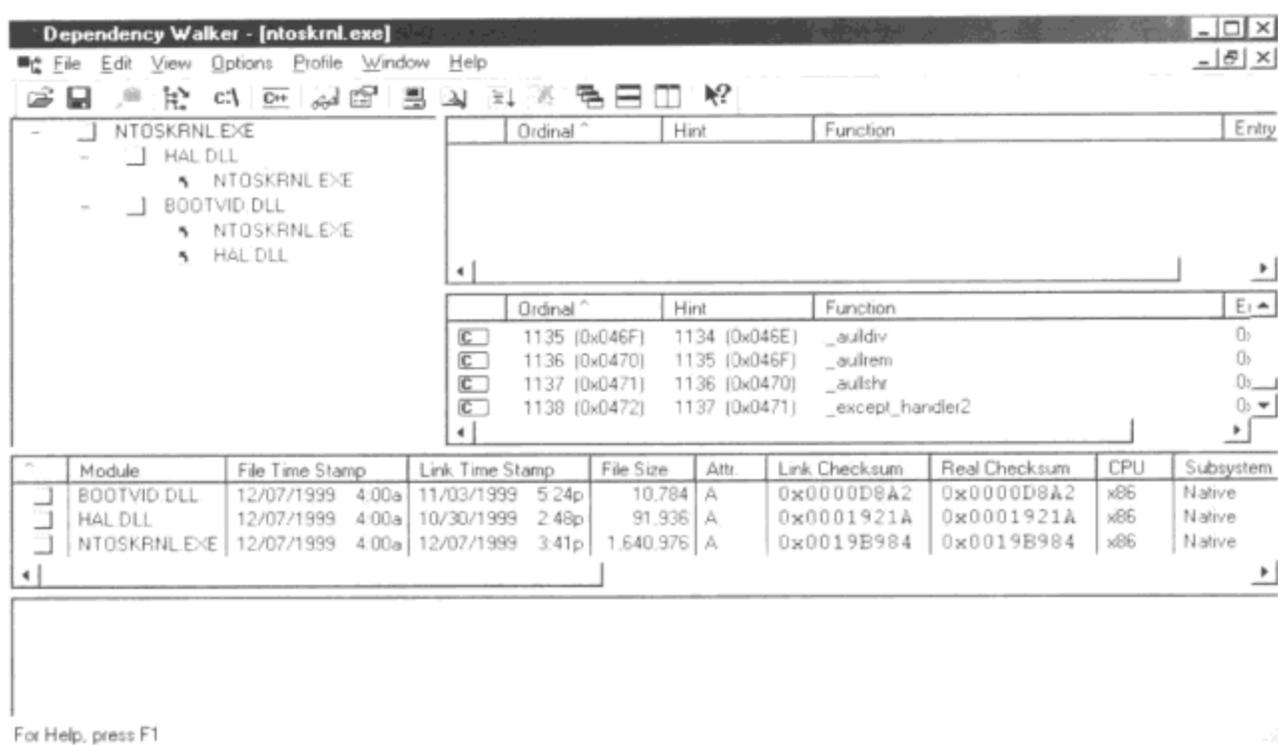 Dependency Walker - [ntoskrnl.exe]
File Edit View Options Profile Window Help
c:\ C++
NTOSKRNL.EXE
HAL.DLL
NTOSKRNL.EXE
BOOTVID.DLL
NTOSKRNL.EXE
HAL.DLL
Ordinal ^ Hint Function Entry
Ordinal ^ Hint Function
C 1135 (0x046F) 1134 (0x046E) _aulldiv
C 1136 (0x0470) 1135 (0x046F) _aullrem
C 1137 (0x0471) 1136 (0x0470) _aullshr
C 1138 (0x0472) 1137 (0x0471) _except_handler2
^ Module File Time Stamp Link Time Stamp File Size Attr. Link Checksum Real Checksum CPU Subsystem
BOOTVID.DLL 12/07/1999 4:00a 11/03/1999 5:24p 10,784 A 0x0000D8A2 0x0000D8A2 x86 Native
HAL.DLL 12/07/1999 4:00a 10/30/1999 2:48p 91,936 A 0x0001921A 0x0001921A x86 Native
NTOSKRNL.EXE 12/07/1999 4:00a 12/07/1999 3:41p 1,640,976 A 0x0019B984 0x0019B984 x86 Native
For Help, press F1